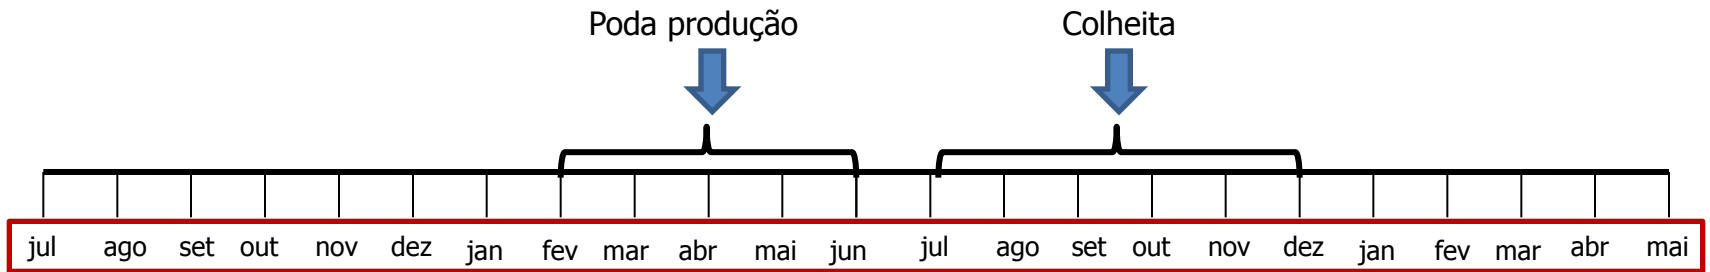 Poda produção Colheita
jul ago set out nov dez jan fev mar abr mai jun jul ago set out nov dez jan fev mar abr mai